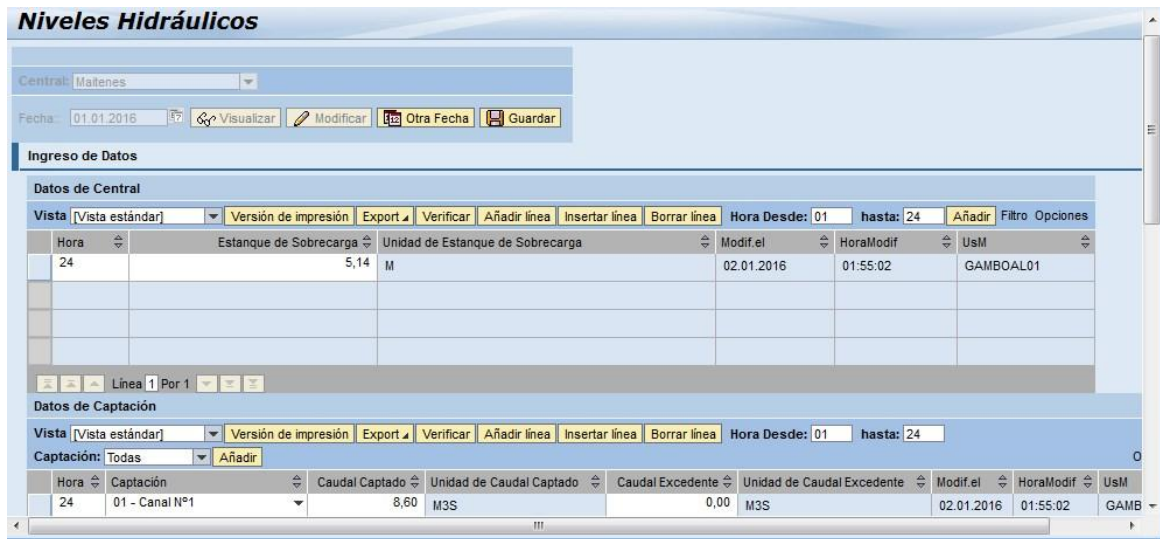 Niveles Hidráulicos
Central: Maitenes
Fecha: 01.01.2016 Visualizar Modificar Otra Fecha Guardar
Ingreso de Datos
Datos de Central
Vista [Vista estándar] Versión de impresión Export Verificar Añadir línea Insertar línea Borrar línea Hora Desde: 01 hasta: 24 Añadir Filtro Opciones
Hora Estanque de Sobrecarga Unidad de Estanque de Sobrecarga Modif.el HoraModif UsM
24 5,14 M 02.01.2016 01:55:02 GAMBOAL01
Línea 1 Por 1
Datos de Captación
Vista [Vista estándar] Versión de impresión Export Verificar Añadir línea Insertar línea Borrar línea Hora Desde: 01 hasta: 24
Captación: Todas Añadir O
Hora Captación Caudal Captado Unidad de Caudal Captado Caudal Excedente Unidad de Caudal Excedente Modif.el HoraModif UsM
24 01 - Canal Nº1 8,60 M3S 0,00 M3S 02.01.2016 01:55:02 GAMB